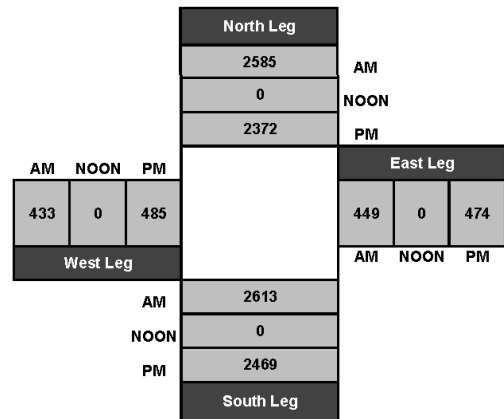 North Leg
2585 AM
0 NOON
2372 PM
AM NOON PM
East Leg
433 0 485
449 0 474
West Leg
AM NOON PM
AM 2613
NOON 0
PM 2469
South Leg